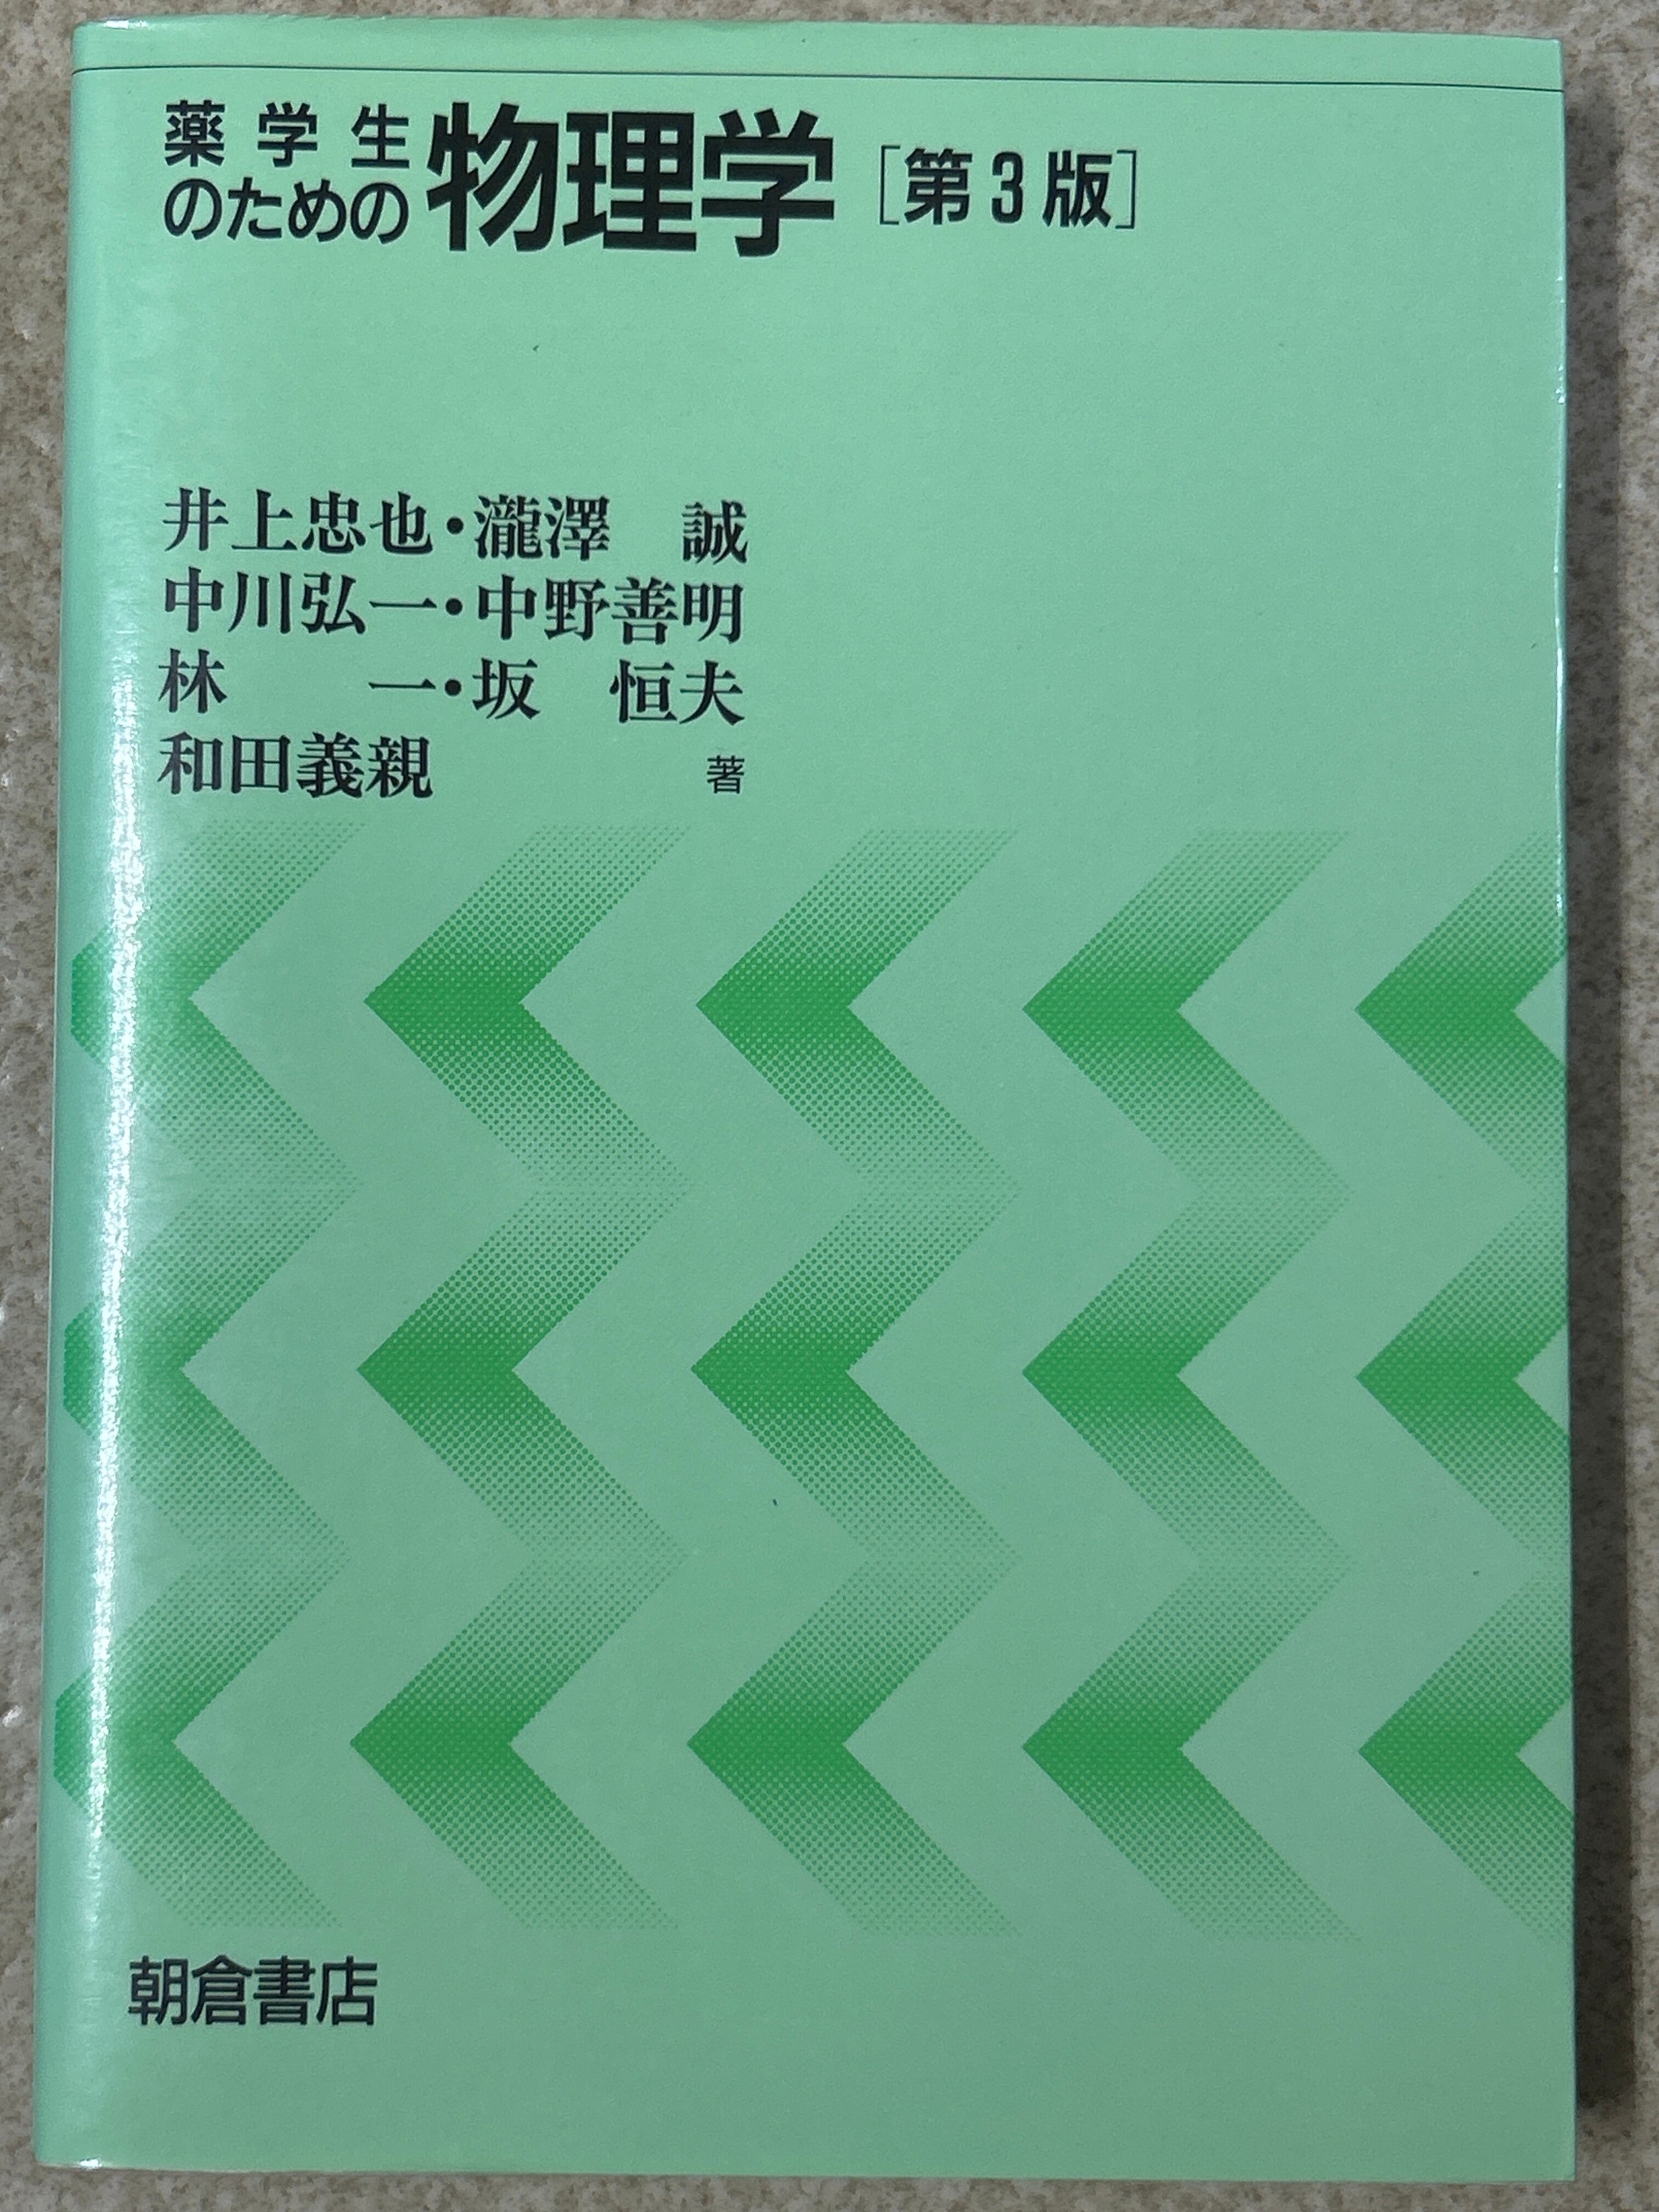 薬学生
のための 物理学 [第3版]
井上忠也・瀧澤 誠
中川弘一・中野善明
林 一・坂 恒夫
和田義親 著
朝倉書店